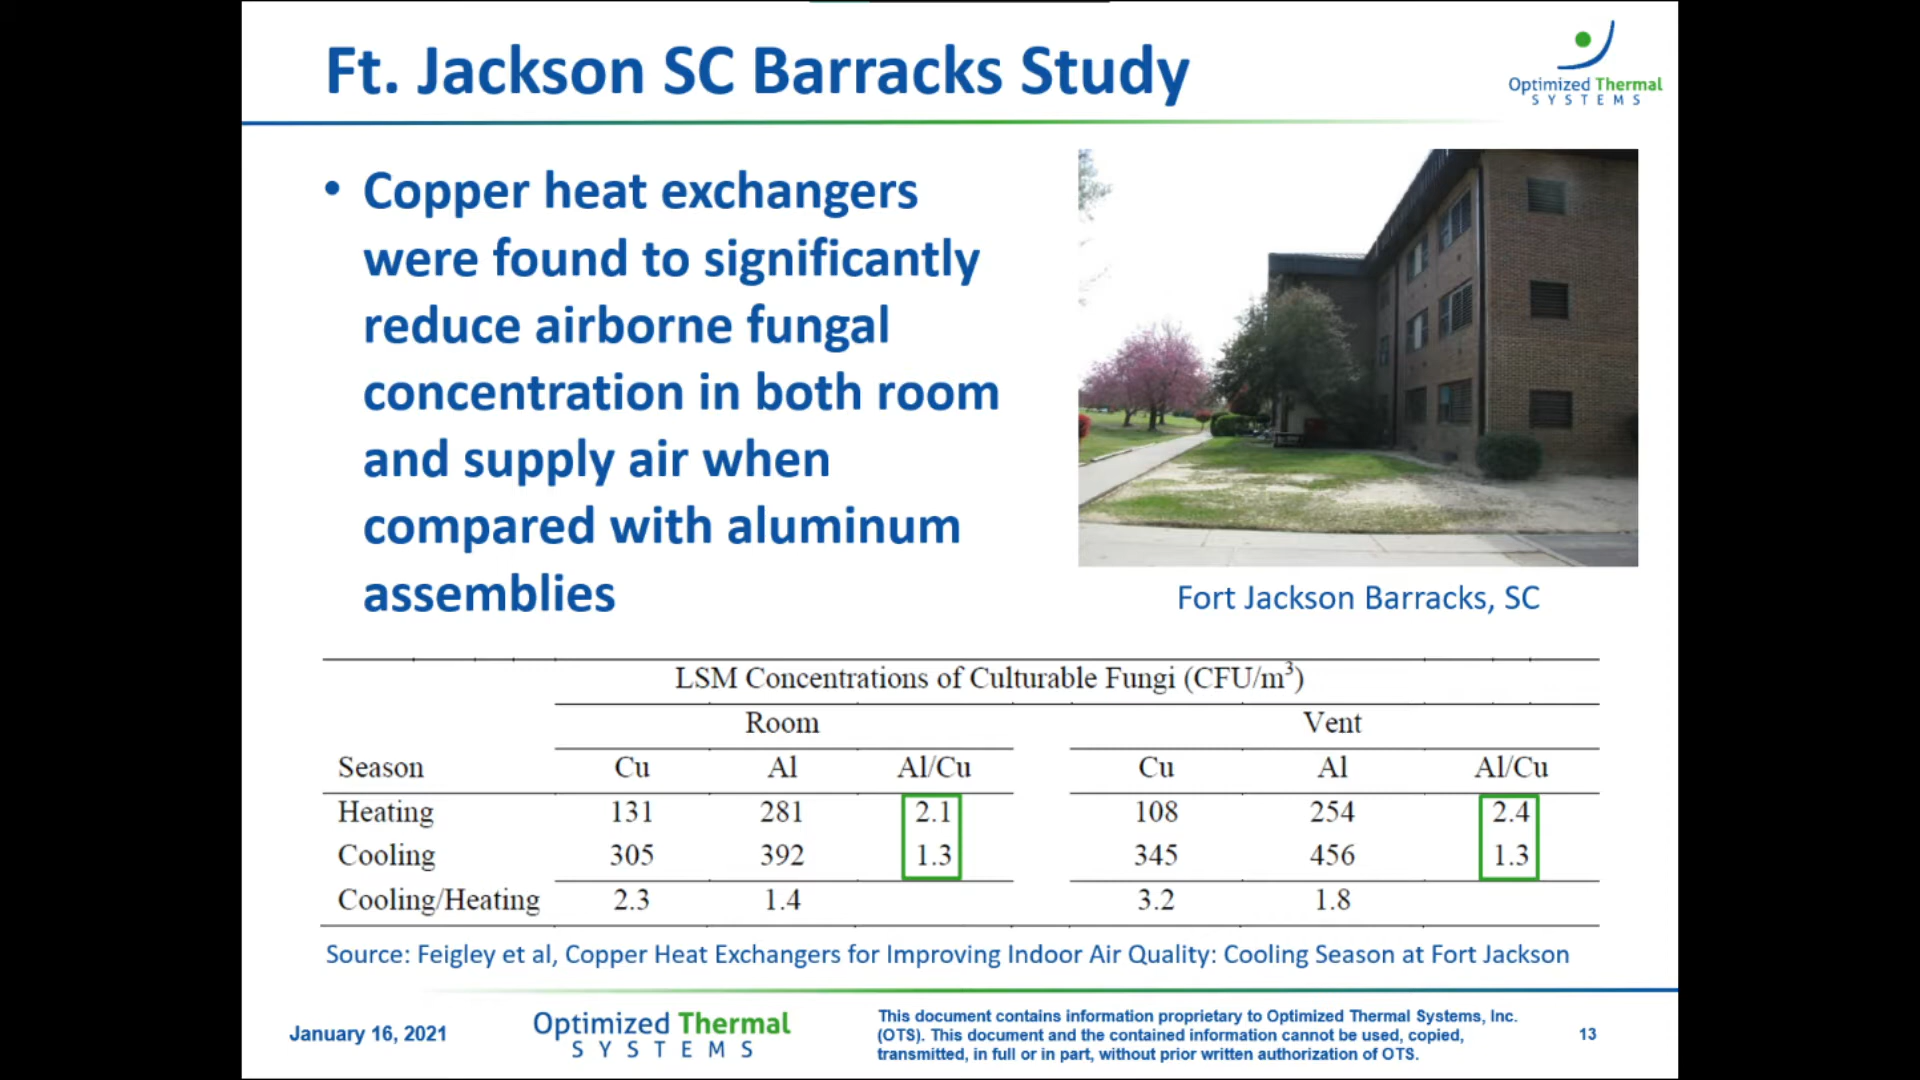 Ft. Jackson SC Barracks Study
Optimized Thermal
SYSTEMS
• Copper heat exchangers
were found to significantly
reduce airborne fungal
concentration in both room
and supply air when
compared with aluminum
assemblies
Fort Jackson Barracks, SC
LSM Concentrations of Culturable Fungi (CFU/m³)
Room Vent
Season Cu Al Al/Cu Cu Al Al/Cu
Heating 131 281 2.1 108 254 2.4
Cooling 305 392 1.3 345 456 1.3
Cooling/Heating 2.3 1.4 3.2 1.8
Source: Feigley et al, Copper Heat Exchangers for Improving Indoor Air Quality: Cooling Season at Fort Jackson
January 16, 2021
Optimized Thermal
SYSTEMS
This document contains information proprietary to Optimized Thermal Systems, Inc.
(OTS). This document and the contained information cannot be used, copied,
transmitted, in full or in part, without prior written authorization of OTS.
13